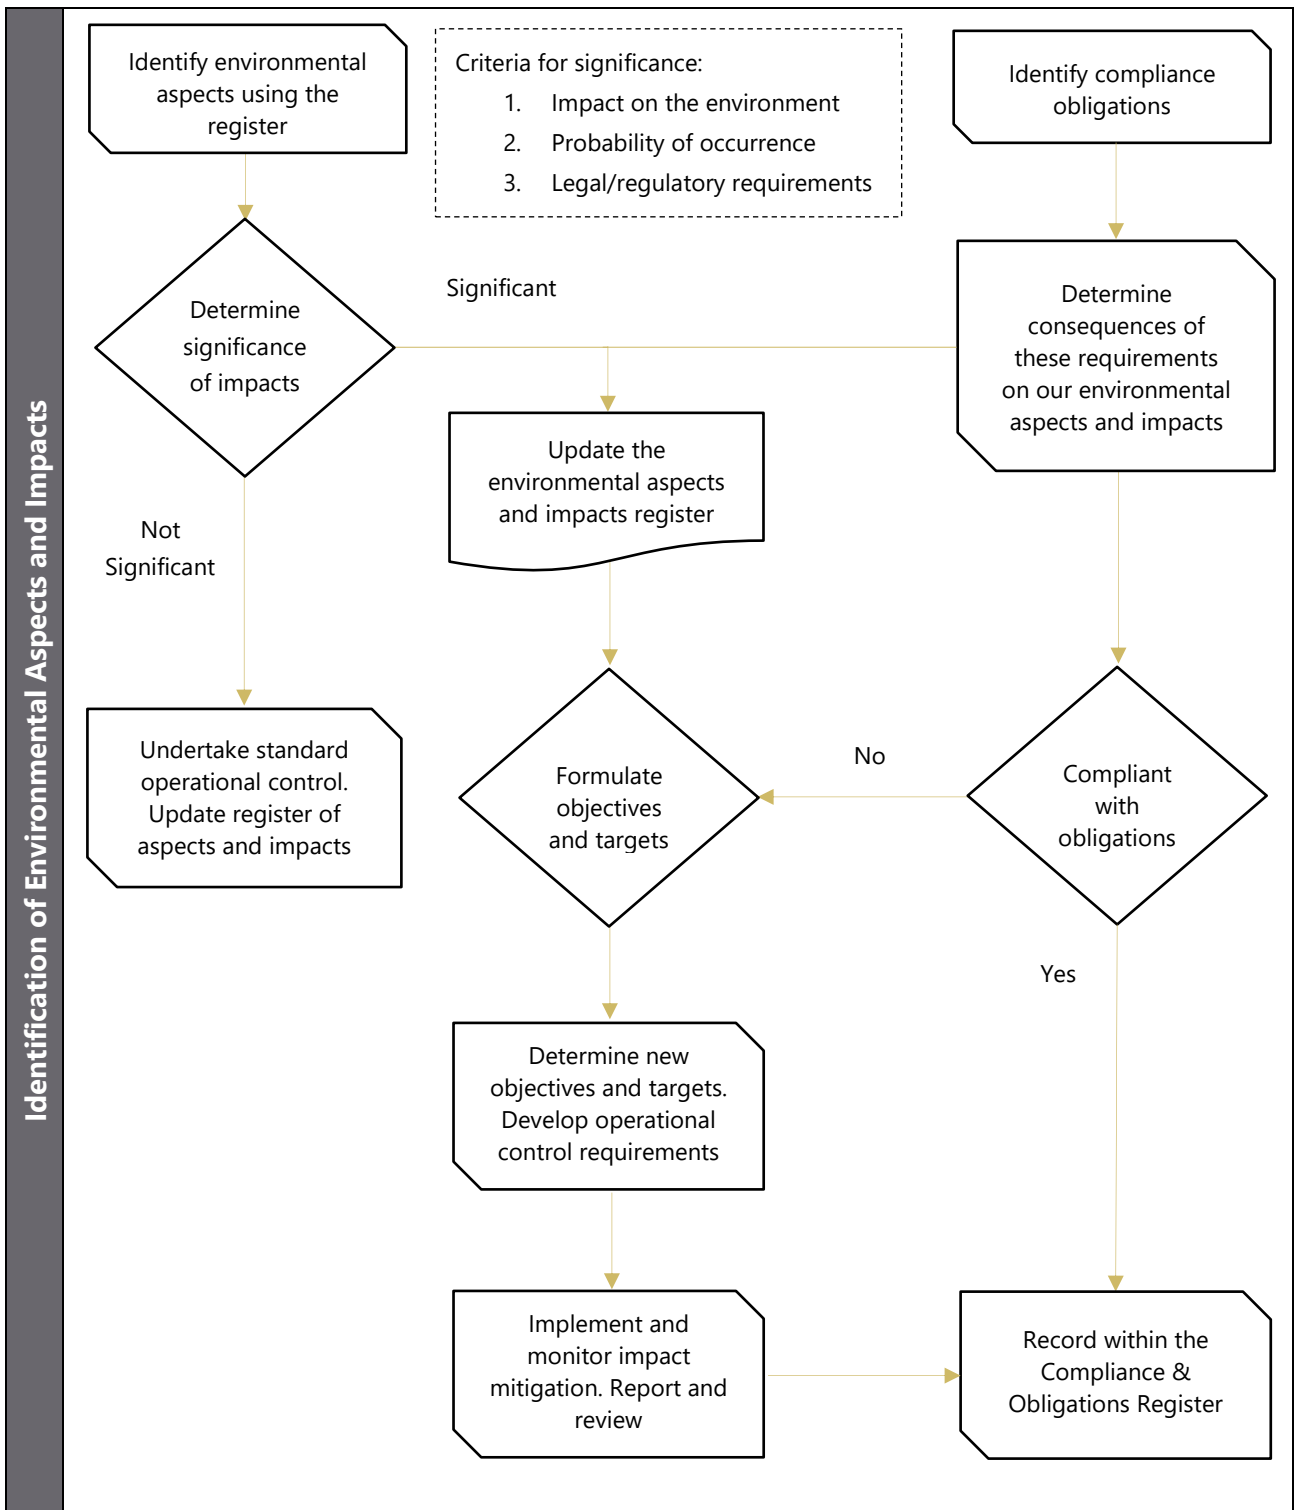 Identification of Environmental Aspects and Impacts
Identify environmental
aspects using the
register
Criteria for significance:
1. Impact on the environment
2. Probability of occurrence
3. Legal/regulatory requirements
Identify compliance
obligations
Determine
significance
of impacts
Significant
Determine
consequences of
these requirements
on our environmental
aspects and impacts
Update the
environmental aspects
and impacts register
Not
Significant
Undertake standard
operational control.
Update register of
aspects and impacts
Formulate
objectives
and targets
No
Compliant
with
obligations
Yes
Determine new
objectives and targets.
Develop operational
control requirements
Implement and
monitor impact
mitigation. Report and
review
Record within the
Compliance &
Obligations Register